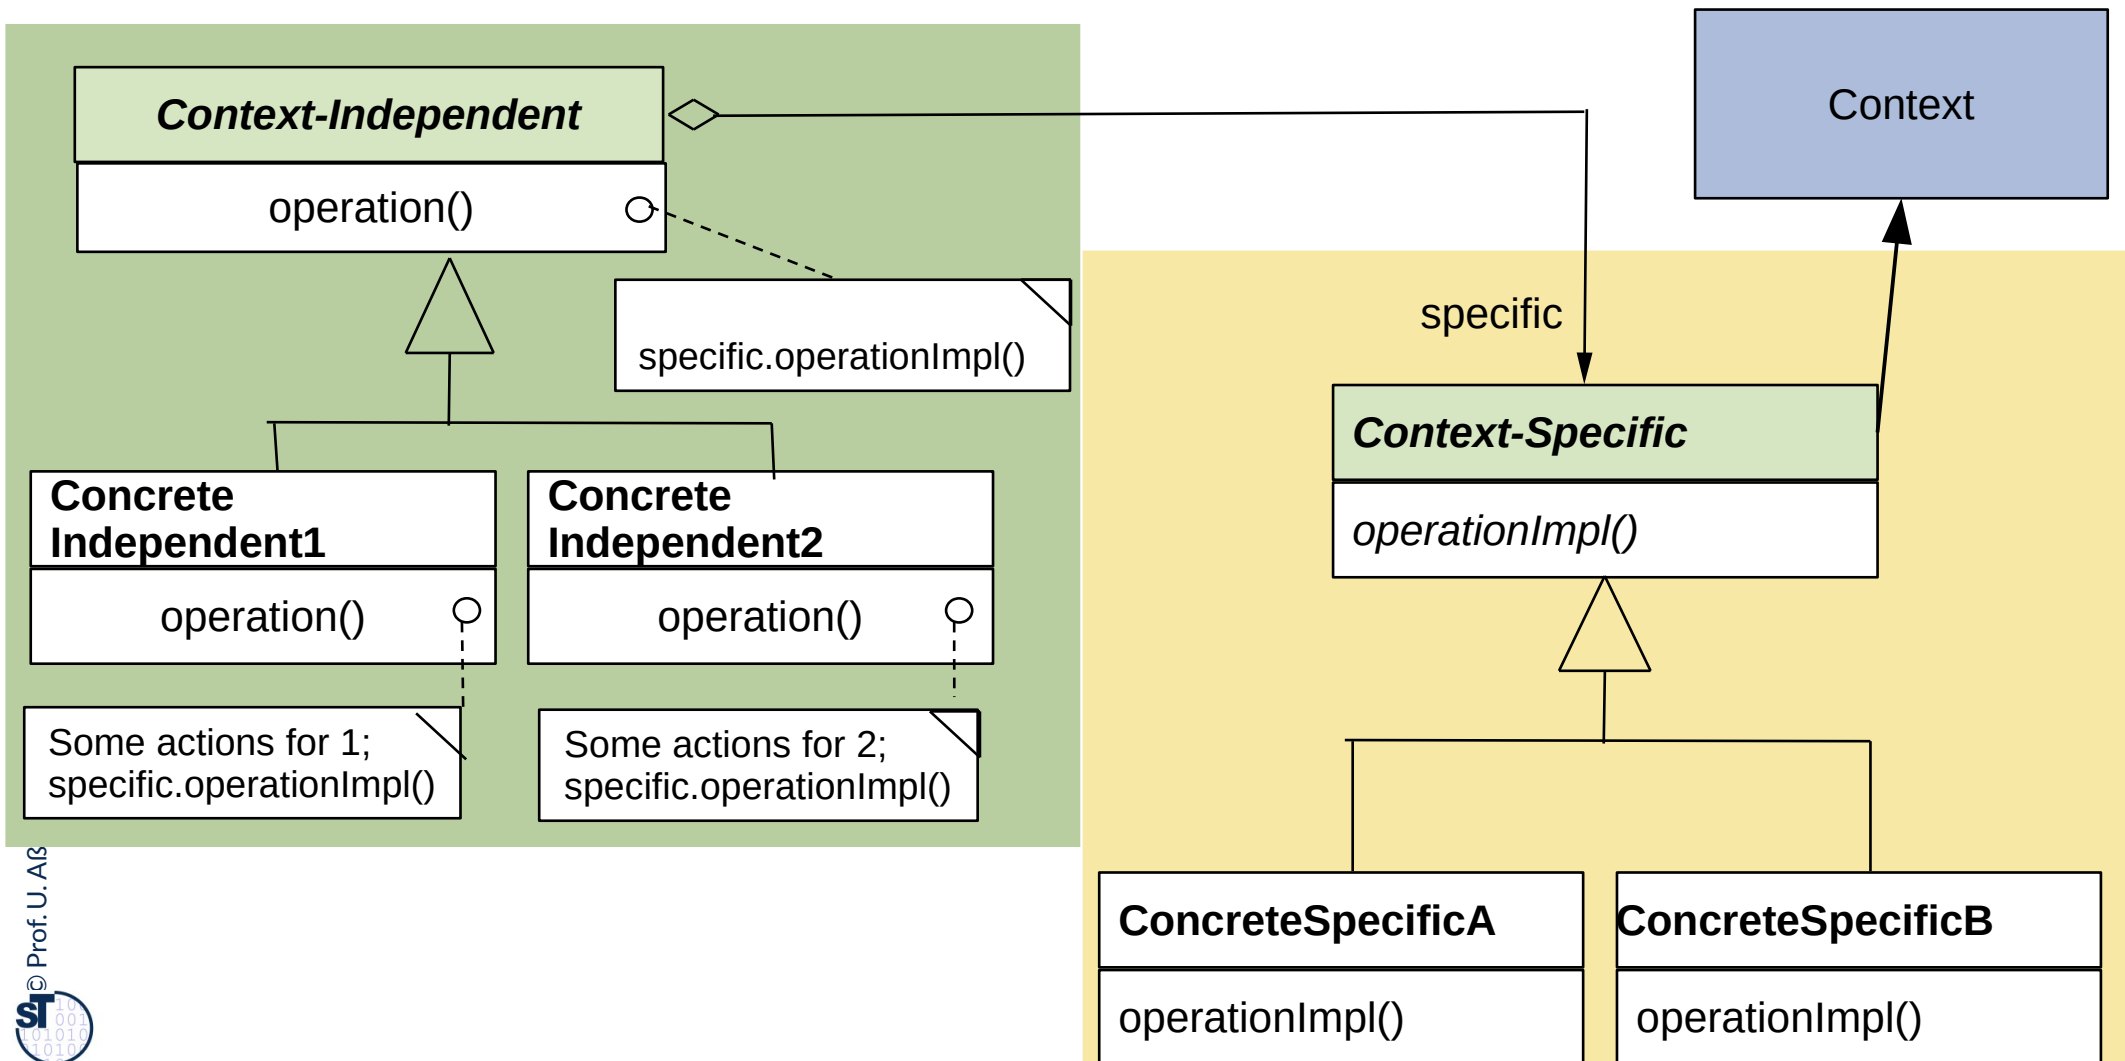 Context-Independent
operation()
specific.operationImpl()
Concrete
Independent1
operation()
Some actions for 1;
specific.operationImpl()
Concrete
Independent2
operation()
Some actions for 2;
specific.operationImpl()
Context
specific
Context-Specific
operationImpl()
ConcreteSpecificA
operationImpl()
ConcreteSpecificB
operationImpl()
© Prof. U. Aß
ST